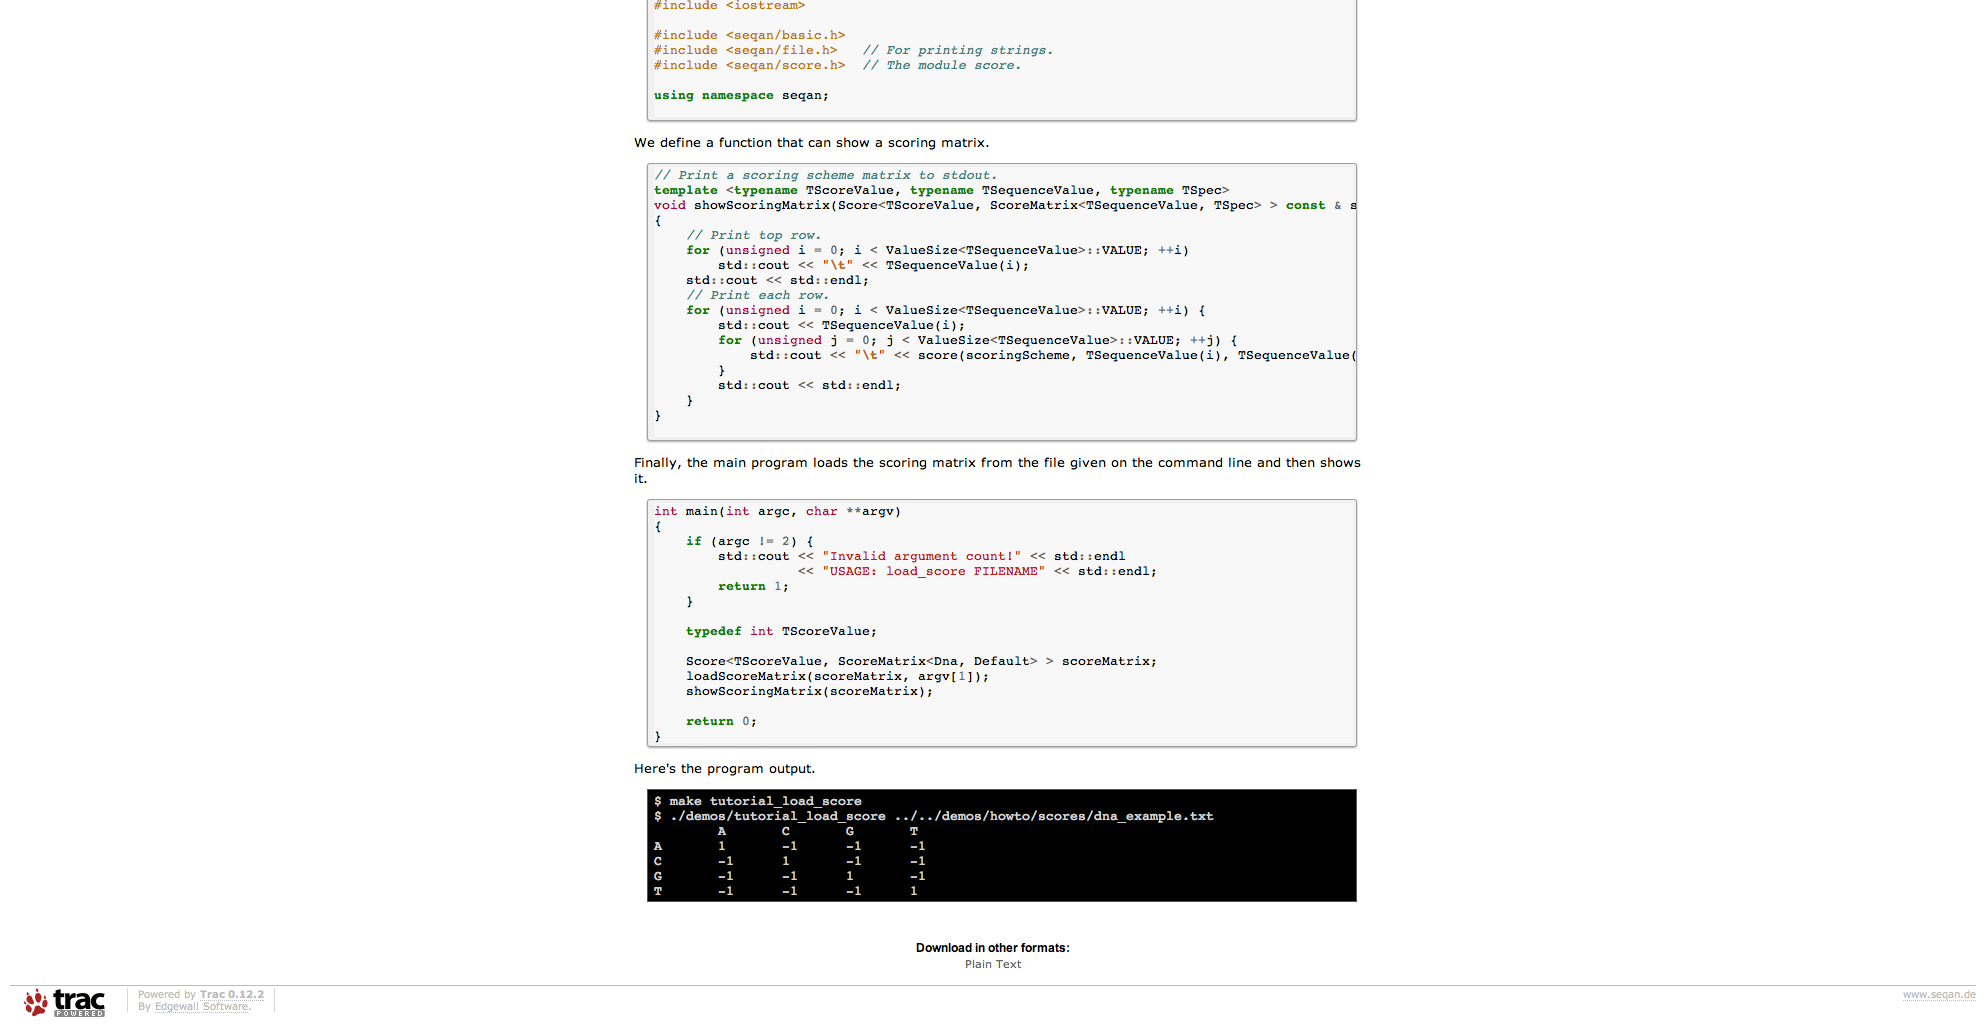 #include <iostream>
#include <seqan/basic.h>
#include <seqan/file.h>   // For printing strings.
#include <seqan/score.h>  // The module score.
using namespace seqan;
We define a function that can show a scoring matrix.
// Print a scoring scheme matrix to stdout.
template <typename TScoreValue, typename TSequenceValue, typename TSpec>
void showScoringMatrix(Score<TScoreValue, ScoreMatrix<TSequenceValue, TSpec> > const & s
{
    // Print top row.
    for (unsigned i = 0; i < ValueSize<TSequenceValue>::VALUE; ++i)
        std::cout << "\t" << TSequenceValue(i);
    std::cout << std::endl;
    // Print each row.
    for (unsigned i = 0; i < ValueSize<TSequenceValue>::VALUE; ++i) {
        std::cout << TSequenceValue(i);
        for (unsigned j = 0; j < ValueSize<TSequenceValue>::VALUE; ++j) {
            std::cout << "\t" << score(scoringScheme, TSequenceValue(i), TSequenceValue(
        }
        std::cout << std::endl;
    }
}
Finally, the main program loads the scoring matrix from the file given on the command line and then shows
it.
int main(int argc, char **argv)
{
    if (argc != 2) {
        std::cout << "Invalid argument count!" << std::endl
                  << "USAGE: load_score FILENAME" << std::endl;
        return 1;
    }
    typedef int TScoreValue;
    Score<TScoreValue, ScoreMatrix<Dna, Default> > scoreMatrix;
    loadScoreMatrix(scoreMatrix, argv[1]);
    showScoringMatrix(scoreMatrix);
    return 0;
}
Here's the program output.
$ make tutorial_load_score
$ ./demos/tutorial_load_score ../../demos/howto/scores/dna_example.txt
        A       C       G       T
A       1       -1      -1      -1
C       -1      1       -1      -1
G       -1      -1      1       -1
T       -1      -1      -1      1
Download in other formats:
Plain Text
trac
POWERED
Powered by Trac 0.12.2
By Edgewall Software.
www.seqan.de